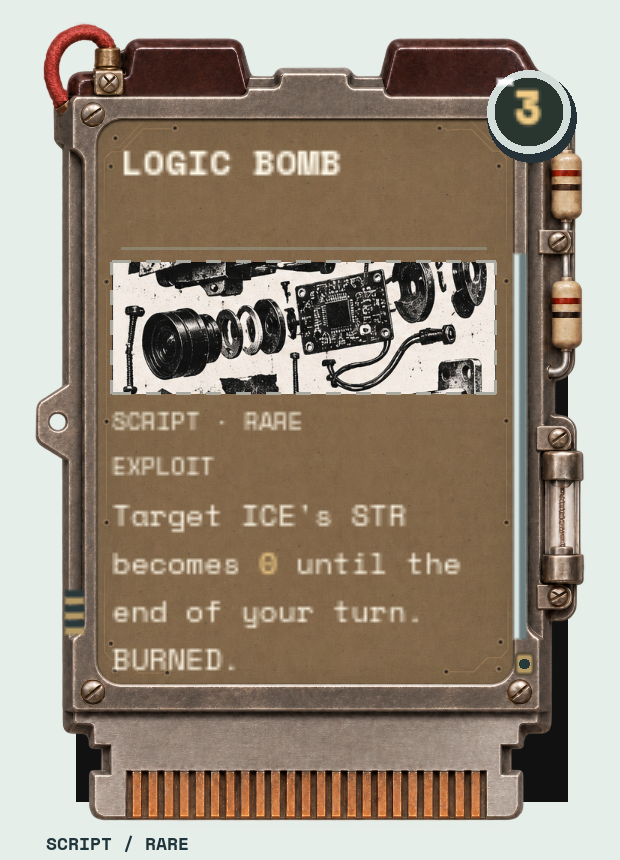 3
LOGIC BOMB
SCRIPT · RARE
EXPLOIT
Target ICE's STR
becomes 0 until the
end of your turn.
BURNED.
SCRIPT / RARE